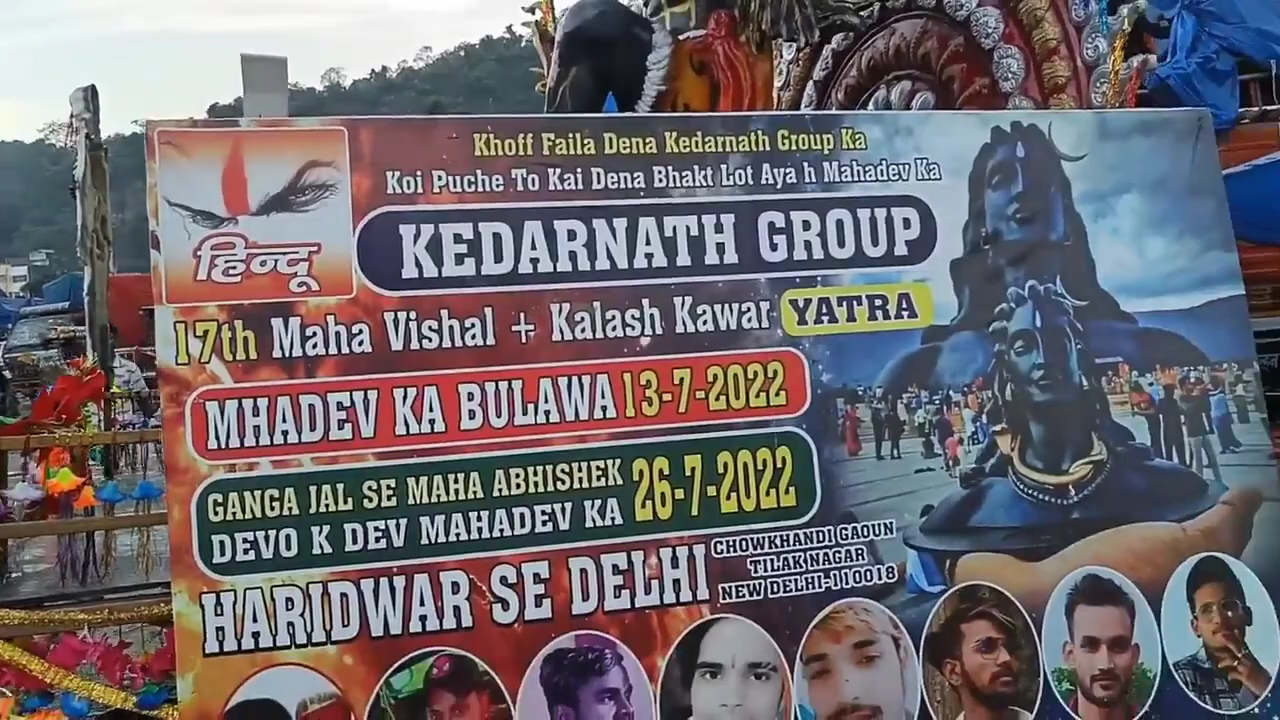 Khoff Faila Dena Kedarnath Group Ka
Koi Puche To Kai Dena Bhakt Lot Aya h Mahadev Ka
हिन्दू
KEDARNATH GROUP
17th Maha Vishal + Kalash Kawar YATRA
MHADEV KA BULAWA 13-7-2022
GANGA JAL SE MAHA ABHISHEK
DEVO K DEV MAHADEV KA 26-7-2022
HARIDWAR SE DELHI
CHOWKHANDI GAOUN
TILAK NAGAR
NEW DELHI-110018